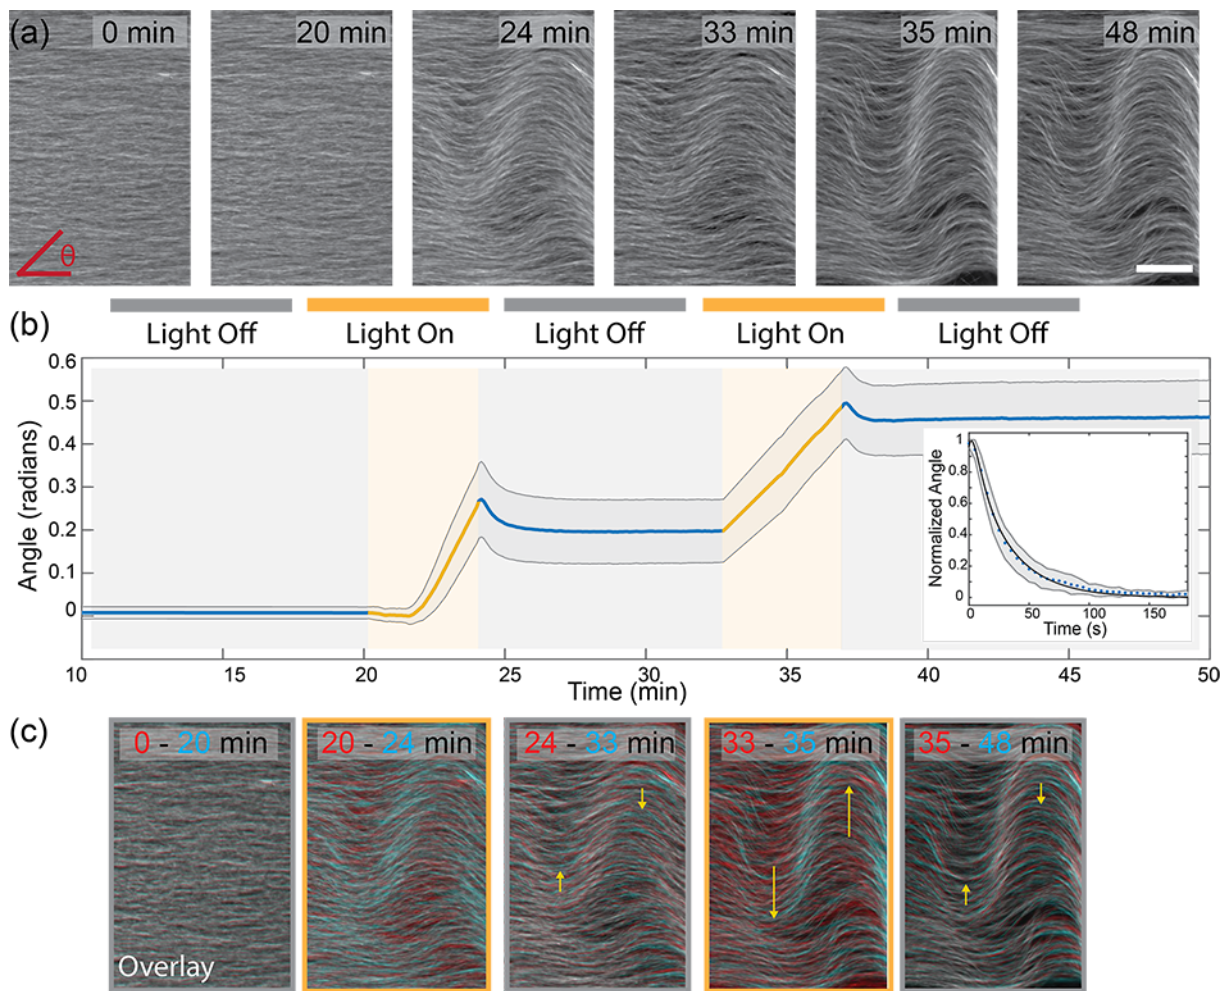 (a)
0 min 20 min 24 min 33 min 35 min 48 min
θ
(b)
Light Off Light On Light Off Light On Light Off
0.6
0.5
0.4
0.3
0.2
0.1
0
Angle (radians)
10 15 20 25 30 35 40 45 50
Time (min)
1
0.8
0.6
0.4
0.2
0
Normalized Angle
0 50 100 150
Time (s)
(c)
0 - 20 min 20 - 24 min 24 - 33 min 33 - 35 min 35 - 48 min
Overlay